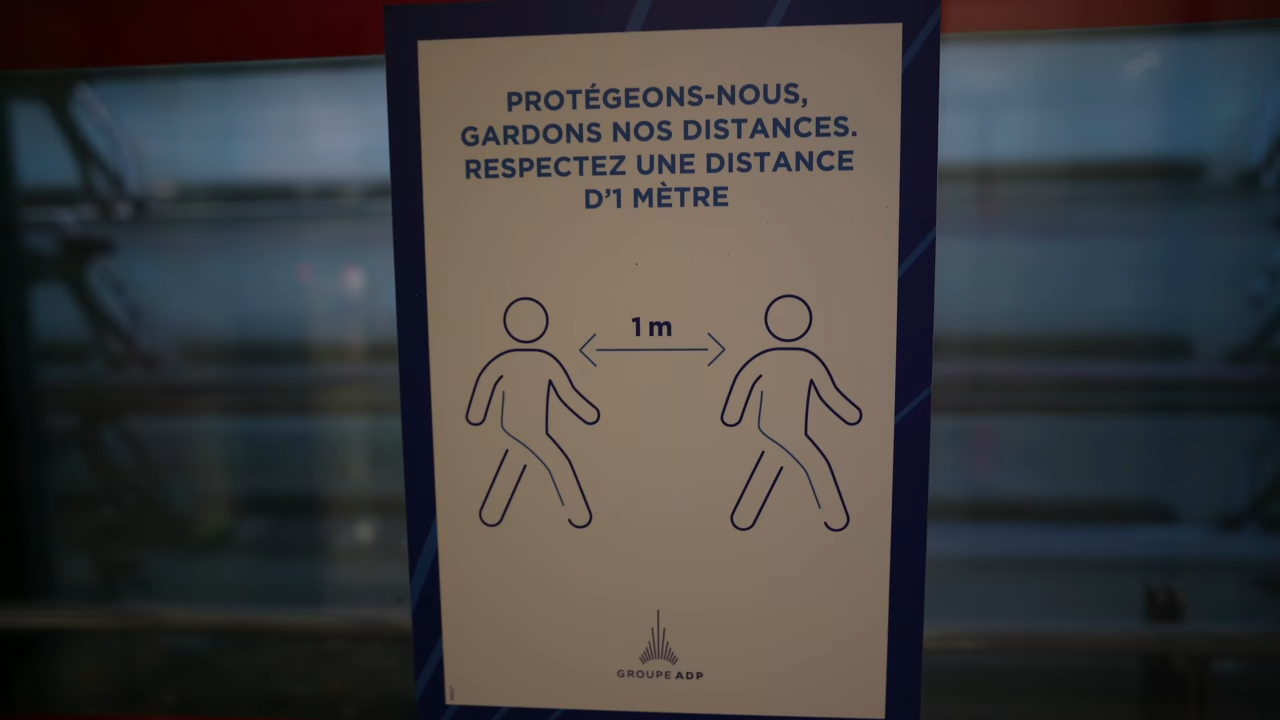 PROTÉGEONS-NOUS,
GARDONS NOS DISTANCES.
RESPECTEZ UNE DISTANCE
D'1 MÈTRE
1 m
GROUPE ADP